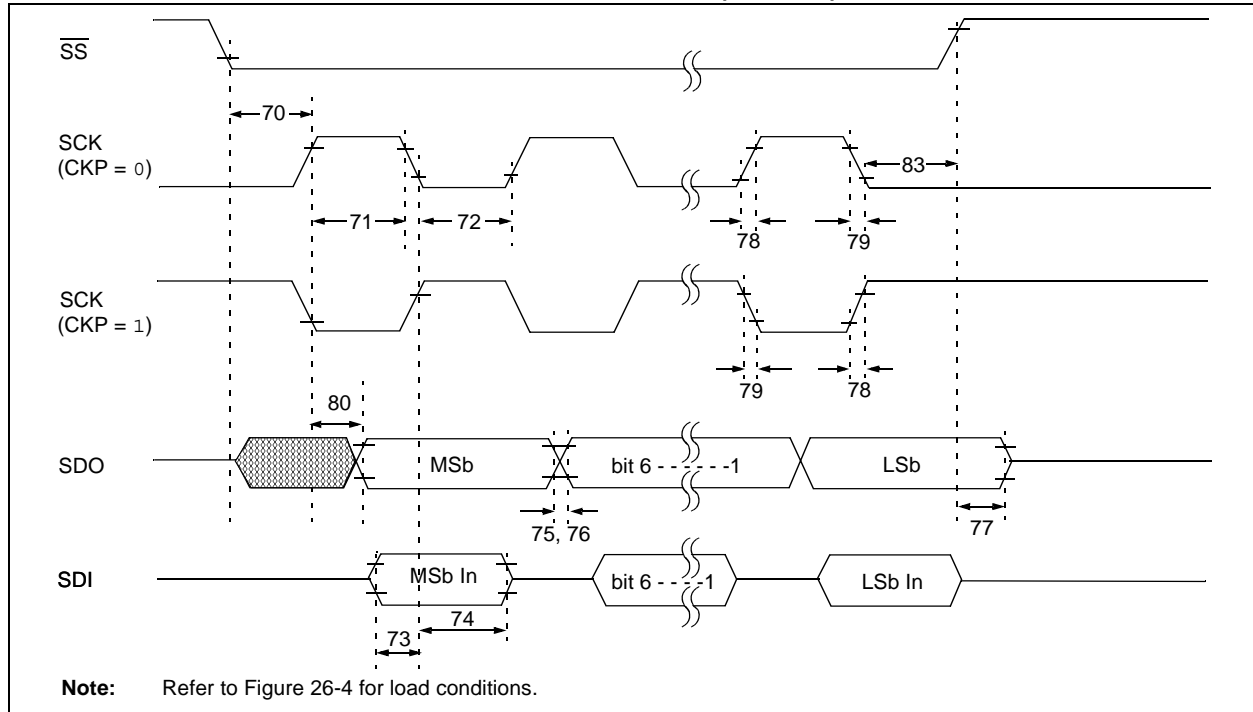 SS
70
SCK
(CKP = 0)
83
71
72
78
79
SCK
(CKP = 1)
79
78
80
SDO
MSb
bit 6 - - - - - -1
LSb
75, 76
77
SDI
MSb In
bit 6 - - - -1
LSb In
74
73
Note: Refer to Figure 26-4 for load conditions.